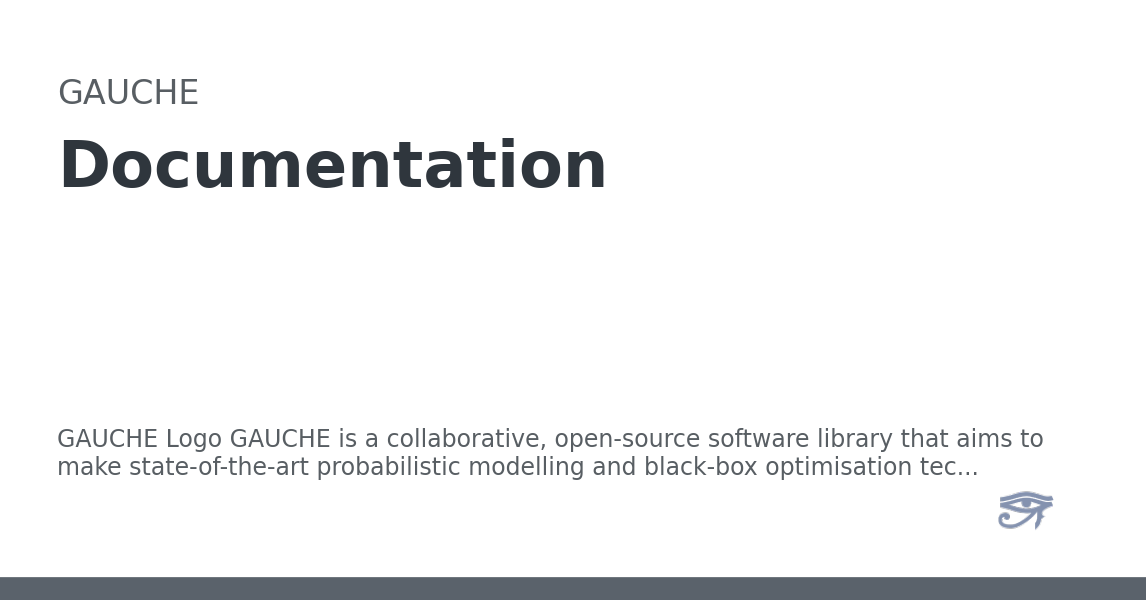 GAUCHE
Documentation
GAUCHE Logo GAUCHE is a collaborative, open-source software library that aims to
make state-of-the-art probabilistic modelling and black-box optimisation tec...